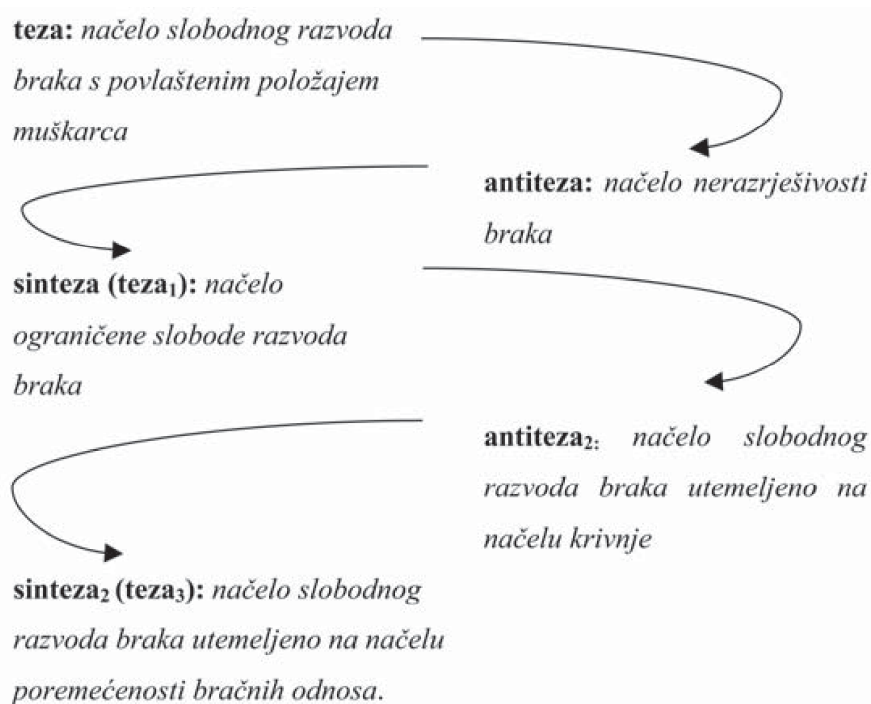 teza: načelo slobodnog razvoda
braka s povlaštenim položajem
muškarca
antiteza: načelo nerazrješivosti
braka
sinteza (teza₁): načelo
ograničene slobode razvoda
braka
antiteza₂: načelo slobodnog
razvoda braka utemeljeno na
načelu krivnje
sinteza₂ (teza₃): načelo slobodnog
razvoda braka utemeljeno na načelu
poremećenosti bračnih odnosa.